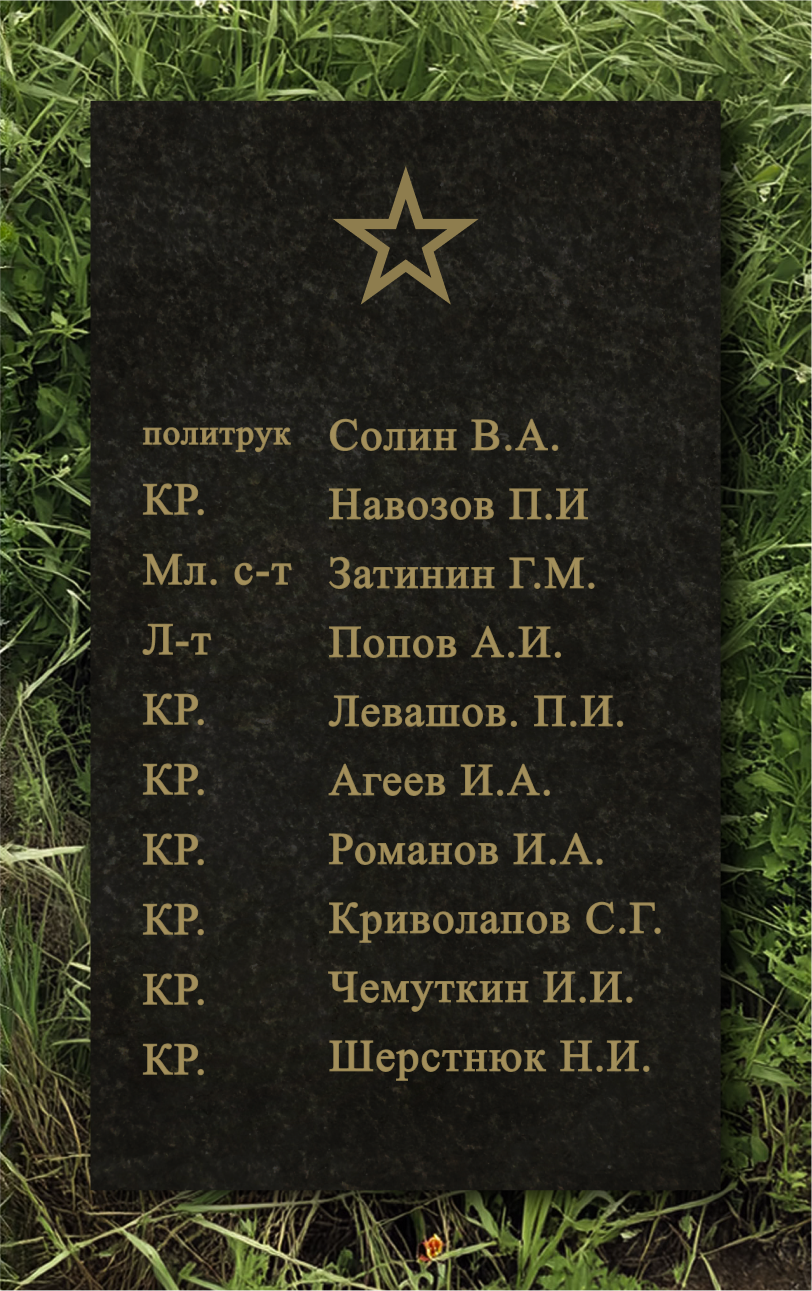 политрук Солин В.А.
КР. Навозов П.И
Мл. с-т Затинин Г.М.
Л-т Попов А.И.
КР. Левашов. П.И.
КР. Агеев И.А.
КР. Романов И.А.
КР. Криволапов С.Г.
КР. Чемуткин И.И.
КР. Шерстнюк Н.И.